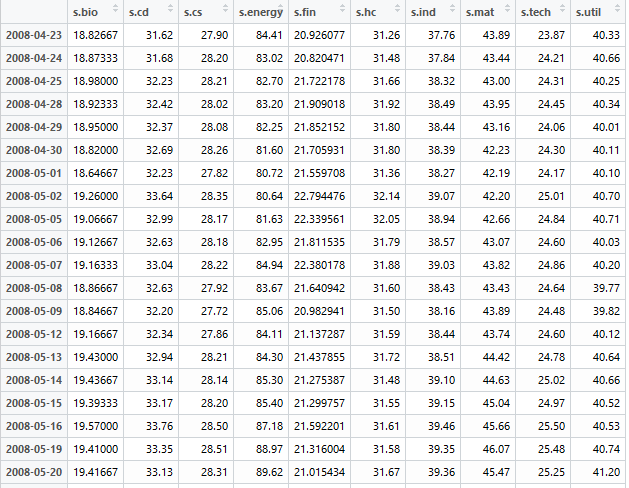 s.bio s.cd s.cs s.energy s.fin s.hc s.ind s.mat s.tech s.util
2008-04-23 18.82667 31.62 27.90 84.41 20.926077 31.26 37.76 43.89 23.87 40.33
2008-04-24 18.87333 31.68 28.20 83.02 20.820471 31.48 37.84 43.44 24.21 40.66
2008-04-25 18.98000 32.23 28.21 82.70 21.722178 31.66 38.32 43.00 24.31 40.25
2008-04-28 18.92333 32.42 28.02 83.20 21.909018 31.92 38.49 43.95 24.45 40.34
2008-04-29 18.95000 32.37 28.08 82.25 21.852152 31.80 38.44 43.16 24.06 40.01
2008-04-30 18.82000 32.69 28.26 81.60 21.705931 31.80 38.39 42.23 24.30 40.11
2008-05-01 18.64667 32.23 27.82 80.72 21.559708 31.36 38.27 42.19 24.17 40.10
2008-05-02 19.26000 33.64 28.35 80.64 22.794476 32.14 39.07 42.20 25.01 40.70
2008-05-05 19.06667 32.99 28.17 81.63 22.339561 32.05 38.94 42.66 24.84 40.71
2008-05-06 19.12667 32.63 28.18 82.95 21.811535 31.79 38.57 43.07 24.60 40.03
2008-05-07 19.16333 33.04 28.22 84.94 22.380178 31.88 39.03 43.82 24.86 40.20
2008-05-08 18.86667 32.63 27.92 83.67 21.640942 31.60 38.43 43.43 24.64 39.77
2008-05-09 18.84667 32.20 27.72 85.06 20.982941 31.50 38.16 43.89 24.48 39.82
2008-05-12 19.16667 32.34 27.86 84.11 21.137287 31.59 38.44 43.74 24.60 40.12
2008-05-13 19.43000 32.94 28.21 84.30 21.437855 31.72 38.51 44.42 24.78 40.64
2008-05-14 19.43667 33.14 28.14 85.30 21.275387 31.48 39.10 44.63 25.02 40.66
2008-05-15 19.39333 33.17 28.20 85.40 21.299757 31.55 39.15 45.04 24.97 40.52
2008-05-16 19.57000 33.76 28.50 87.18 21.592201 31.61 39.46 45.66 25.50 40.53
2008-05-19 19.41000 33.35 28.51 88.97 21.316004 31.58 39.35 46.07 25.48 40.74
2008-05-20 19.41667 33.13 28.31 89.62 21.015434 31.67 39.36 45.47 25.25 41.20